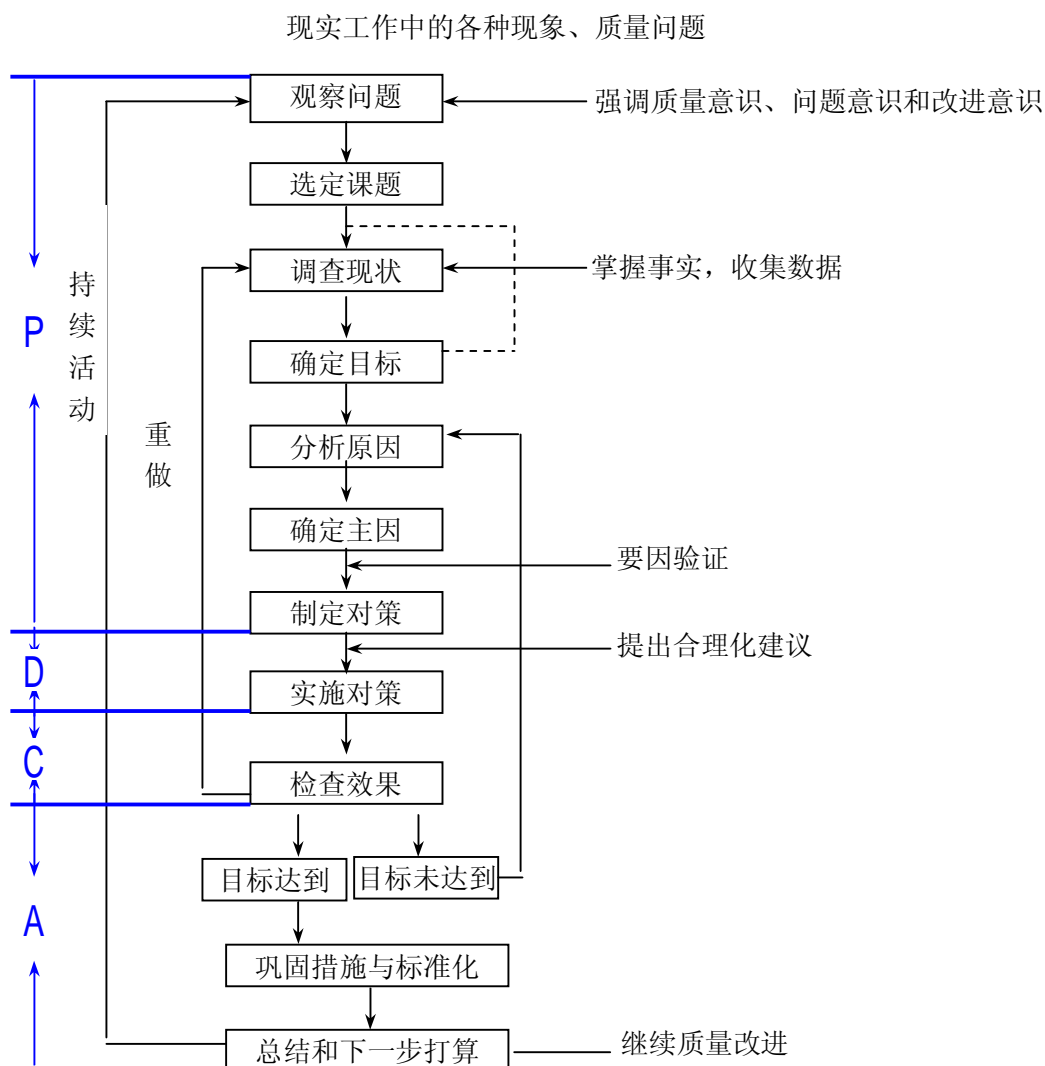 现实工作中的各种现象、质量问题
观察问题
强调质量意识、问题意识和改进意识
选定课题
调查现状
掌握事实，收集数据
持续活动
P
确定目标
重做
分析原因
确定主因
要因验证
制定对策
提出合理化建议
D
实施对策
C
检查效果
目标达到
目标未达到
A
巩固措施与标准化
总结和下一步打算
继续质量改进